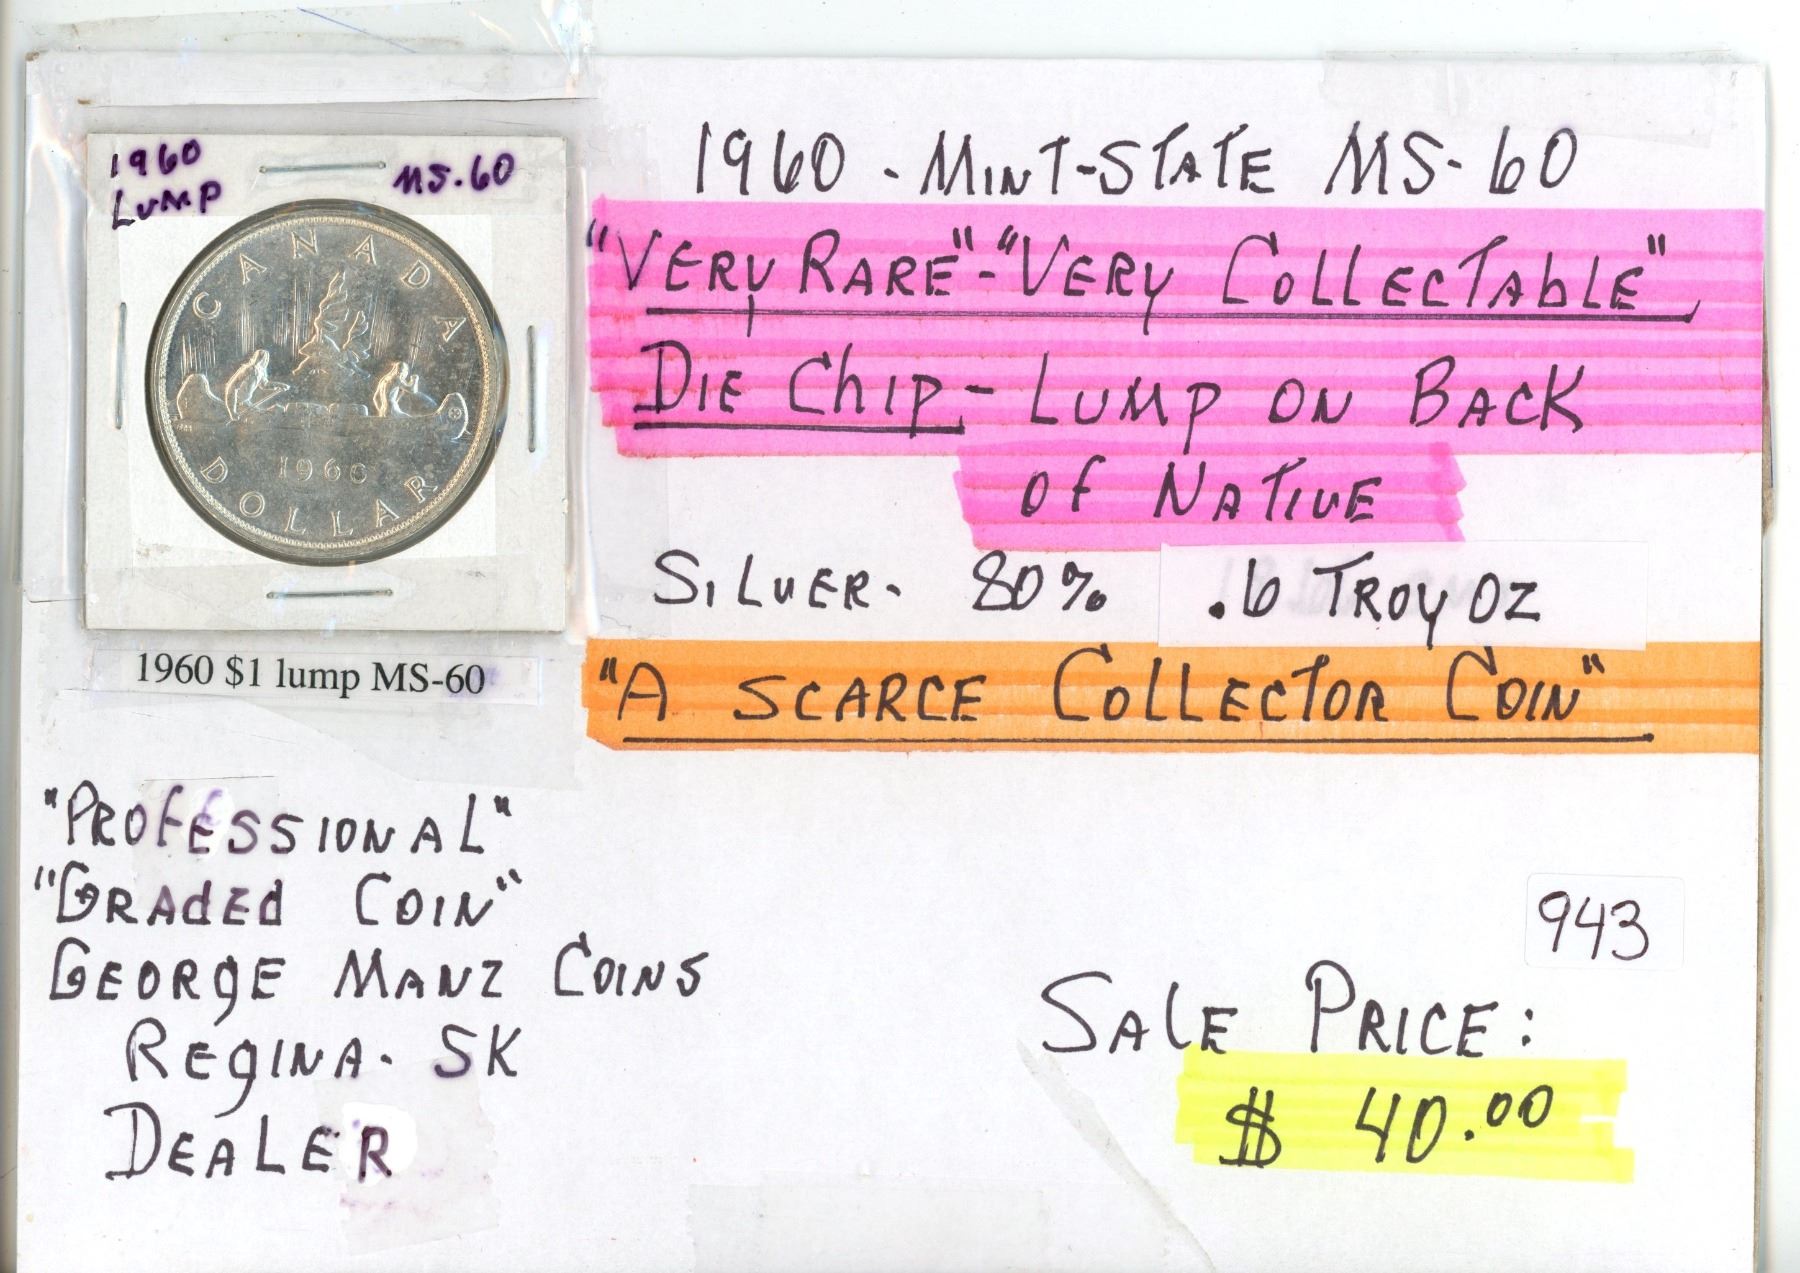 1960
LUMP
MS-60
CANADA
1960
DOLLAR
1960 $1 lump MS-60
1960 - MINT-STATE MS-60
"VERY RARE"-"VERY COLLECTABLE"
DIE CHIP - LUMP ON BACK
OF NATIVE
SILVER- 80% .6 TROY OZ
"A SCARCE COLLECTOR COIN"
"PROFESSIONAL"
"GRADED COIN"
GEORGE MANZ COINS
REGINA- SK
DEALER
943
SALE PRICE:
$ 40.00